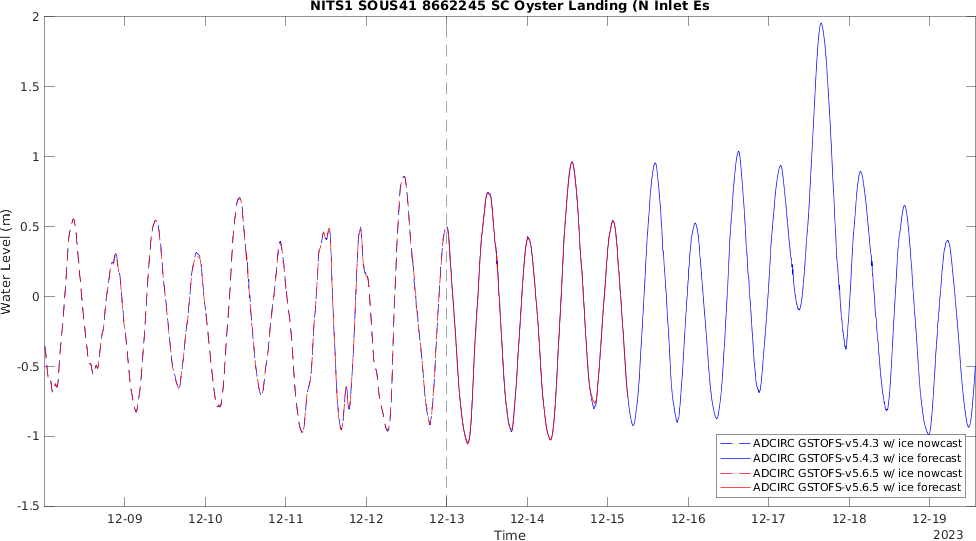 NITS1 SOUS41 8662245 SC Oyster Landing (N Inlet Es
2
1.5
1
0.5
0
-0.5
-1
-1.5
Water Level (m)
12-09 12-10 12-11 12-12 12-13 12-14 12-15 12-16 12-17 12-18 12-19
2023
Time
ADCIRC GSTOFS-v5.4.3 w/ ice nowcast
ADCIRC GSTOFS-v5.4.3 w/ ice forecast
ADCIRC GSTOFS-v5.6.5 w/ ice nowcast
ADCIRC GSTOFS-v5.6.5 w/ ice forecast